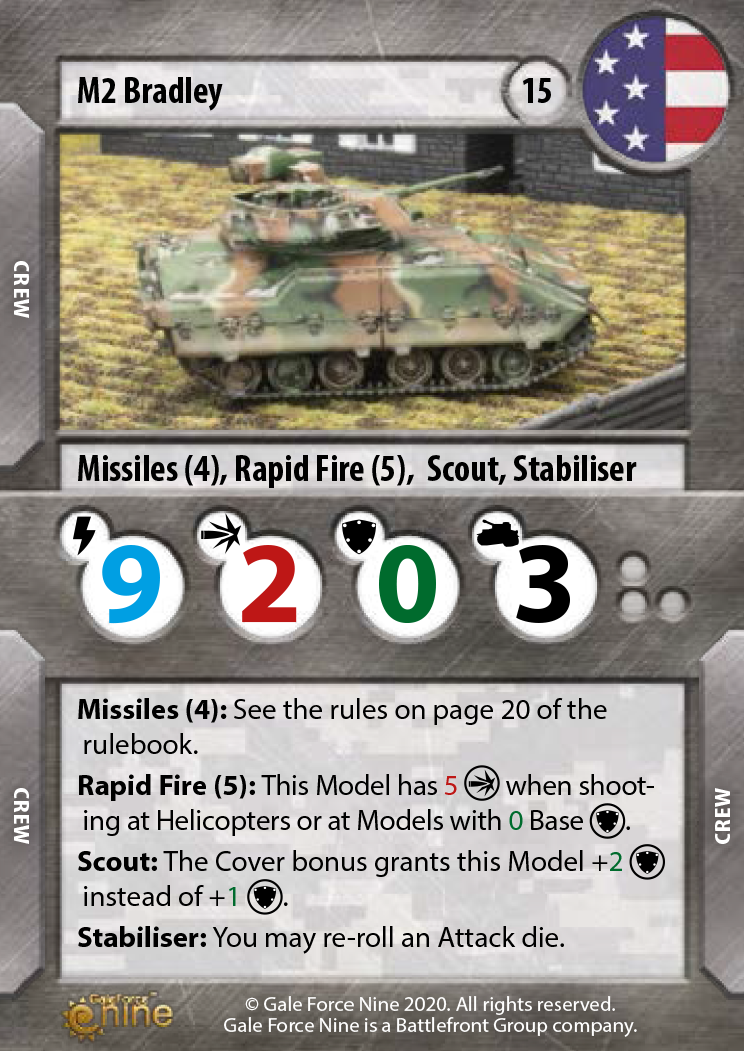 M2 Bradley
15
CREW
Missiles (4), Rapid Fire (5), Scout, Stabiliser
9 2 0 3
Missiles (4): See the rules on page 20 of the
rulebook.
Rapid Fire (5): This Model has 5 when shoot-
ing at Helicopters or at Models with 0 Base .
Scout: The Cover bonus grants this Model +2
instead of +1 .
Stabiliser: You may re-roll an Attack die.
CREW
CREW
GaleForce
nine
© Gale Force Nine 2020. All rights reserved.
Gale Force Nine is a Battlefront Group company.